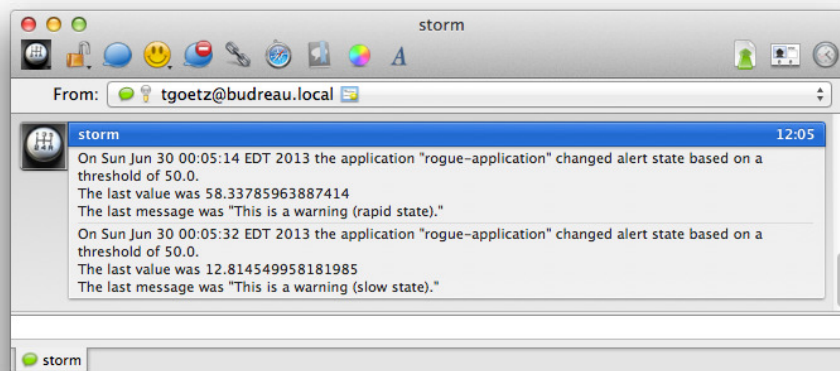 storm
A
From: tgoetz@budreau.local
storm 12:05
On Sun Jun 30 00:05:14 EDT 2013 the application "rogue-application" changed alert state based on a
threshold of 50.0.
The last value was 58.33785963887414
The last message was "This is a warning (rapid state)."
On Sun Jun 30 00:05:32 EDT 2013 the application "rogue-application" changed alert state based on a
threshold of 50.0.
The last value was 12.814549958181985
The last message was "This is a warning (slow state)."
storm